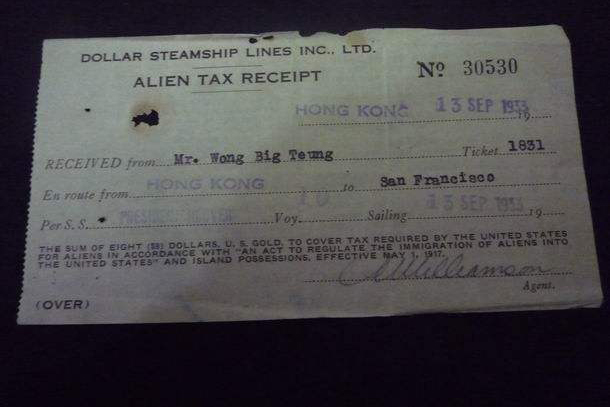 DOLLAR STEAMSHIP LINES INC., LTD.
ALIEN TAX RECEIPT
No 30530
HONG KONG 13 SEP 1933 19
RECEIVED from Mr. Wong Big Teung Ticket 1831
En route from HONG KONG to San Francisco
Per S. S. PRESIDENT Voy. 10 Sailing 13 SEP 1933 19
THE SUM OF EIGHT ($8) DOLLARS, U. S. GOLD, TO COVER TAX REQUIRED BY THE UNITED STATES
FOR ALIENS IN ACCORDANCE WITH "AN ACT TO REGULATE THE IMMIGRATION OF ALIENS INTO
THE UNITED STATES" AND ISLAND POSSESSIONS, EFFECTIVE MAY 1, 1917.
Williamson
Agent.
(OVER)